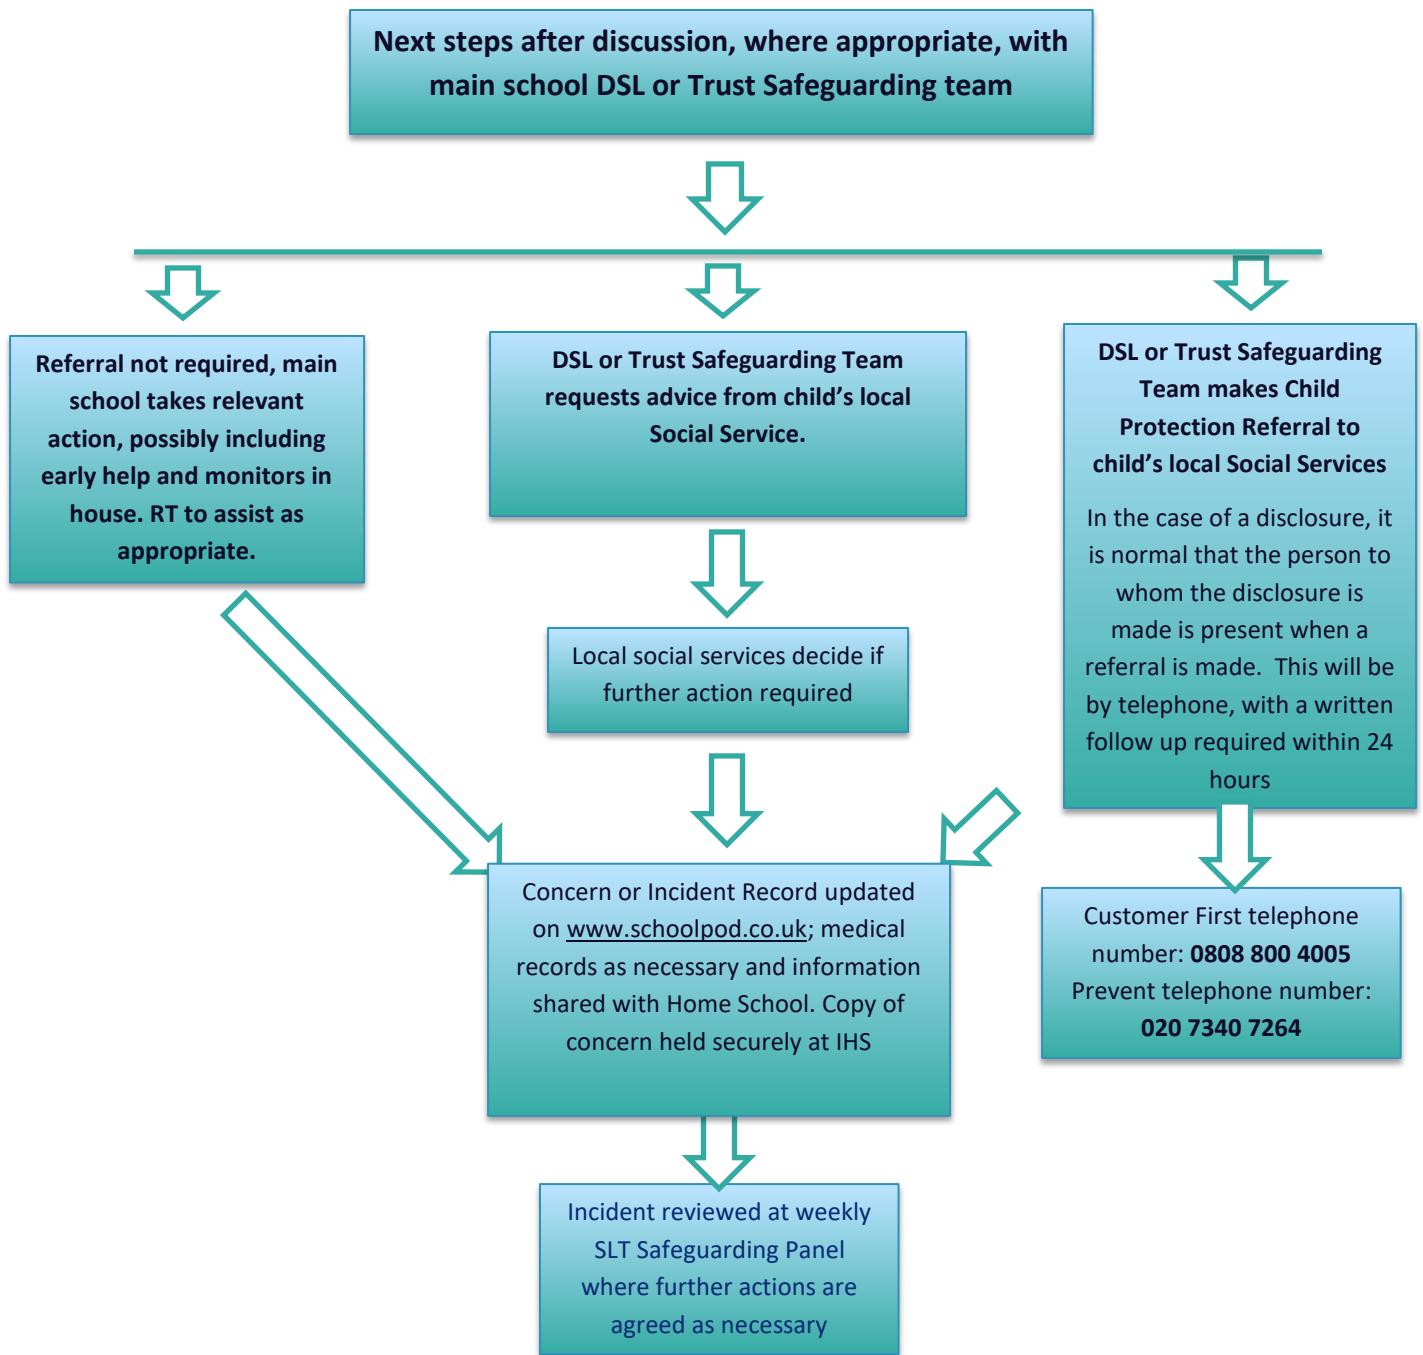 Next steps after discussion, where appropriate, with
main school DSL or Trust Safeguarding team
Referral not required, main
school takes relevant
action, possibly including
early help and monitors in
house. RT to assist as
appropriate.
DSL or Trust Safeguarding Team
requests advice from child’s local
Social Service.
DSL or Trust Safeguarding
Team makes Child
Protection Referral to
child’s local Social Services
In the case of a disclosure, it
is normal that the person to
whom the disclosure is
made is present when a
referral is made.  This will be
by telephone, with a written
follow up required within 24
hours
Local social services decide if
further action required
Concern or Incident Record updated
on www.schoolpod.co.uk; medical
records as necessary and information
shared with Home School. Copy of
concern held securely at IHS
Customer First telephone
number: 0808 800 4005
Prevent telephone number:
020 7340 7264
Incident reviewed at weekly
SLT Safeguarding Panel
where further actions are
agreed as necessary